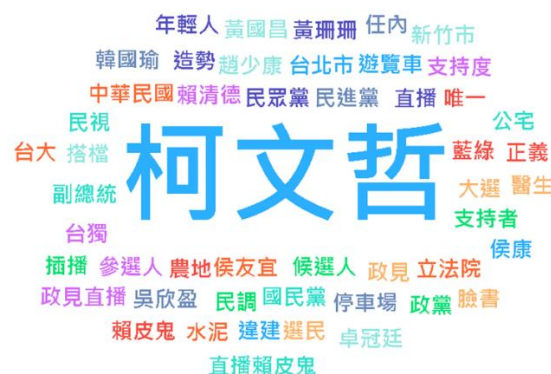 年輕人 黃國昌 黃珊珊 任內 新竹市
韓國瑜 造勢 趙少康 台北市 遊覽車 支持度
中華民國 賴清德 民眾黨 民進黨 直播 唯一
民視 公宅
台大 搭檔 柯文哲 藍綠 正義
副總統 大選 醫生
台獨 支持者
侯康
插播 參選人 農地 侯友宜 候選人 政見 立法院
政見直播 吳欣盈 民調 國民黨 停車場 政黨 臉書
賴皮鬼 水泥 違建 選民 卓冠廷
直播賴皮鬼